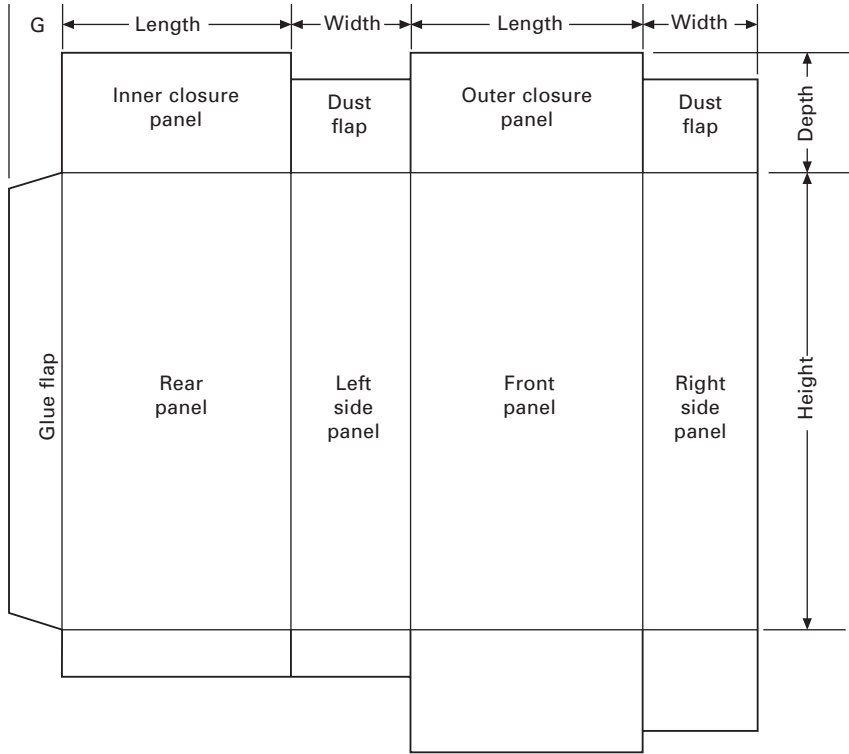 G
Length
Width
Length
Width
Inner closure
panel
Dust
flap
Outer closure
panel
Dust
flap
Depth
Glue flap
Rear
panel
Left
side
panel
Front
panel
Right
side
panel
Height